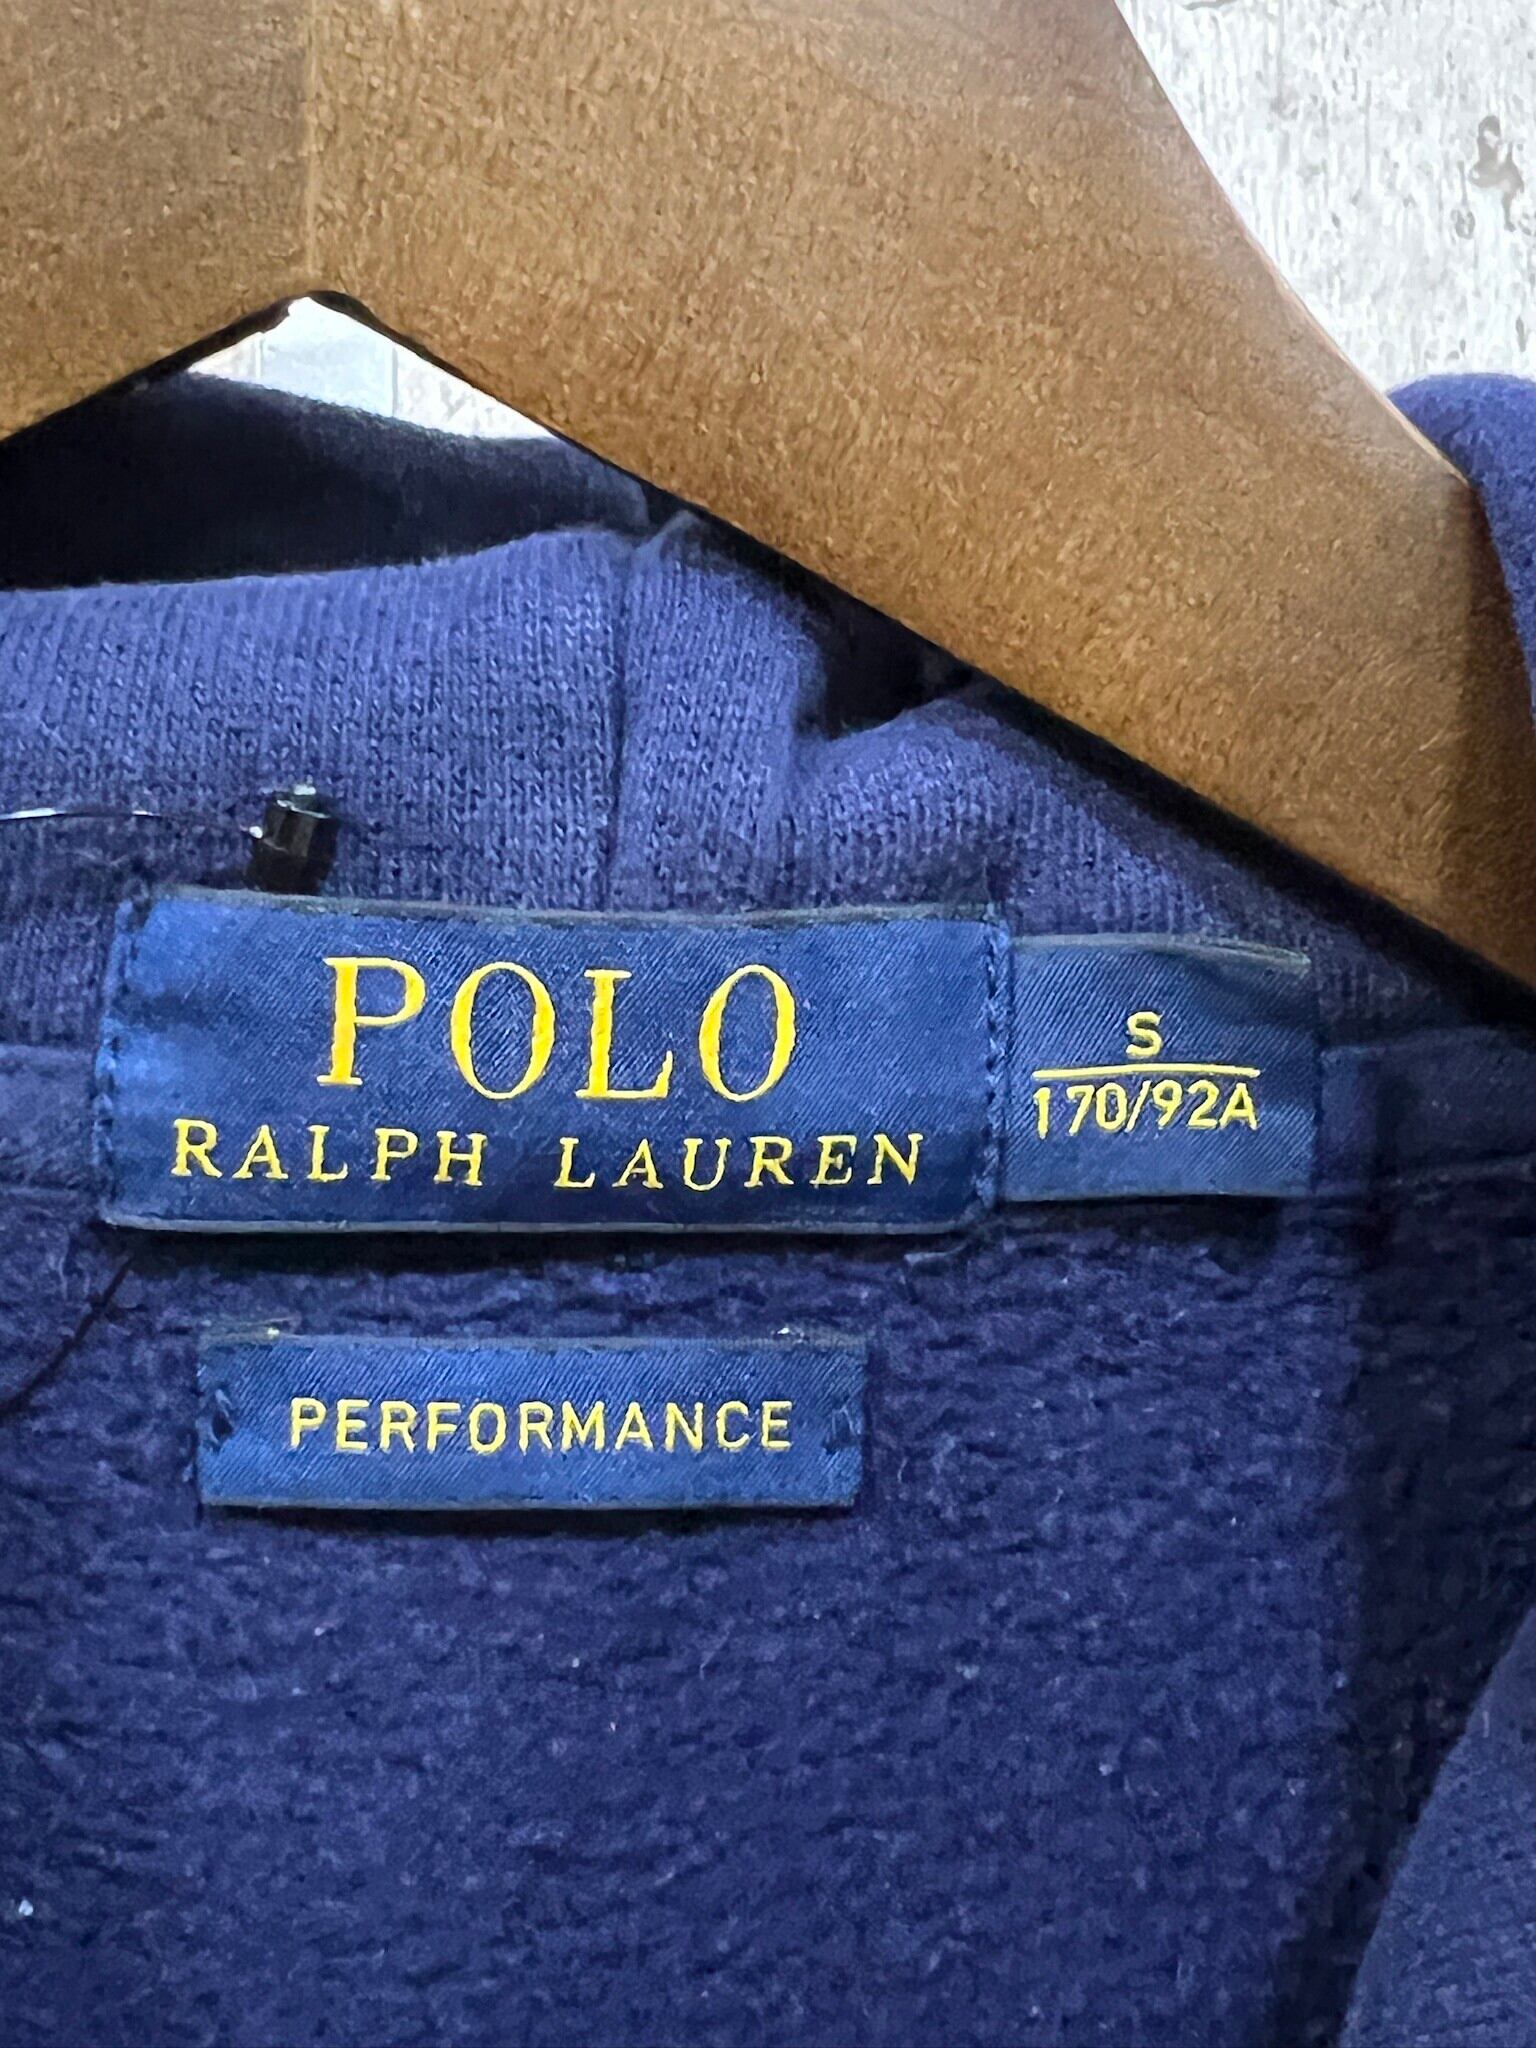 POLO
RALPH LAUREN
S
170/92A
PERFORMANCE